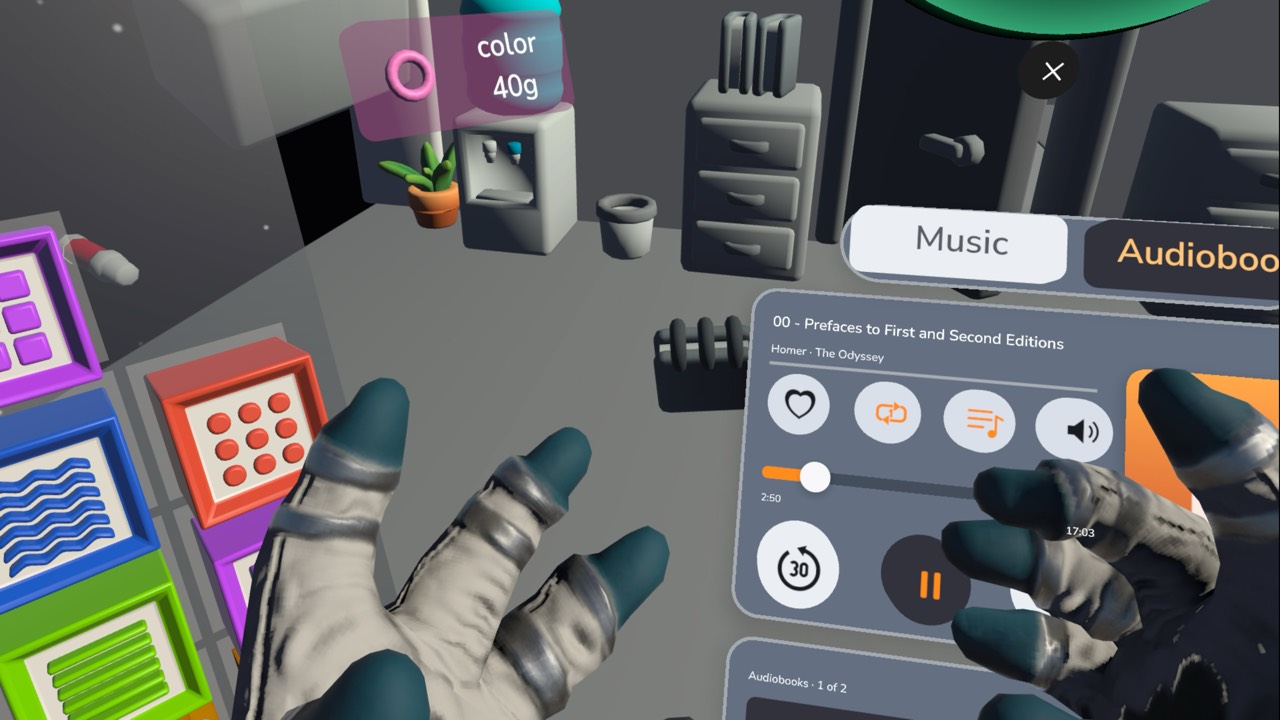 color
40g
Music
00 - Prefaces to First and Second Editions
Homer · The Odyssey
2:50
17:03
30
Audiobooks · 1 of 2